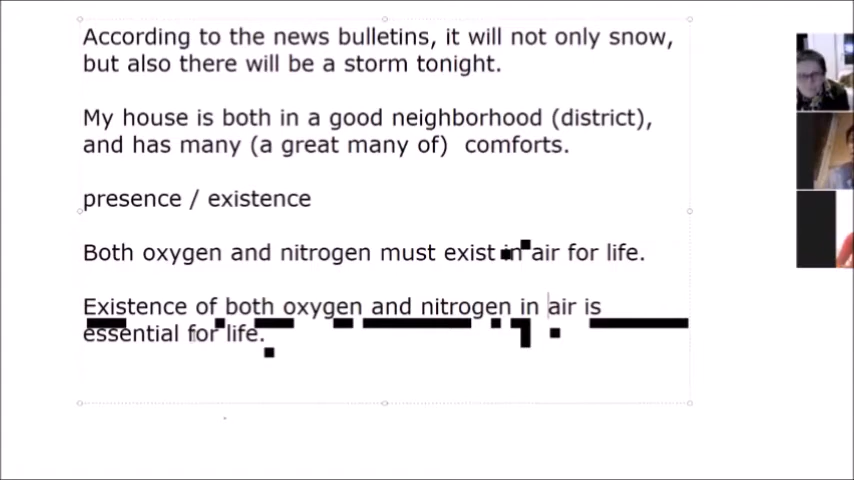 According to the news bulletins, it will not only snow,
but also there will be a storm tonight.
My house is both in a good neighborhood (district),
and has many (a great many of) comforts.
presence / existence
Both oxygen and nitrogen must exist in air for life.
Existence of both oxygen and nitrogen in air is
essential for life.